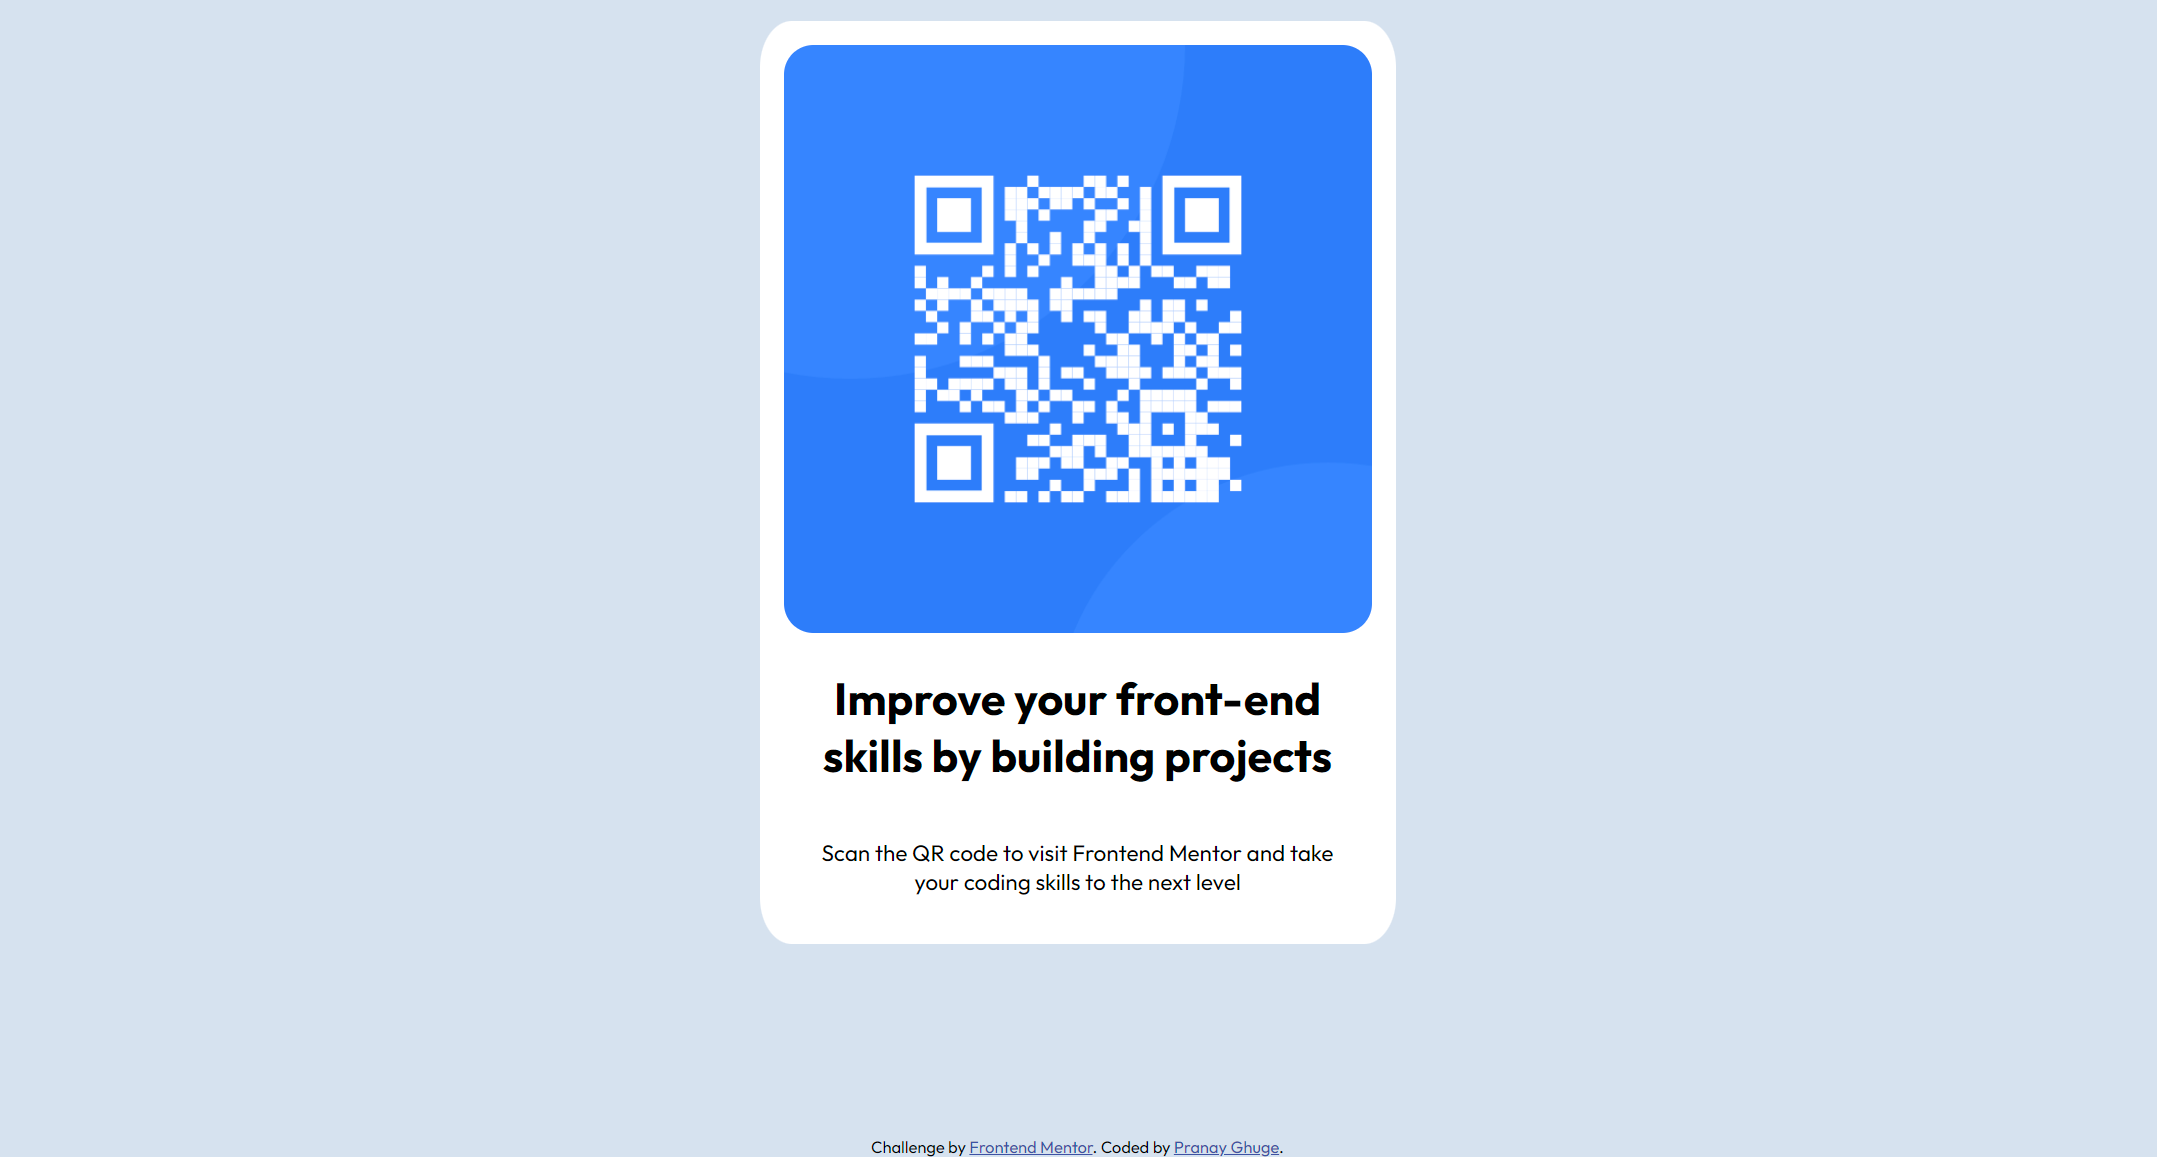 Improve your front-end
skills by building projects
Scan the QR code to visit Frontend Mentor and take
your coding skills to the next level
Challenge by Frontend Mentor. Coded by Pranay Ghuge.